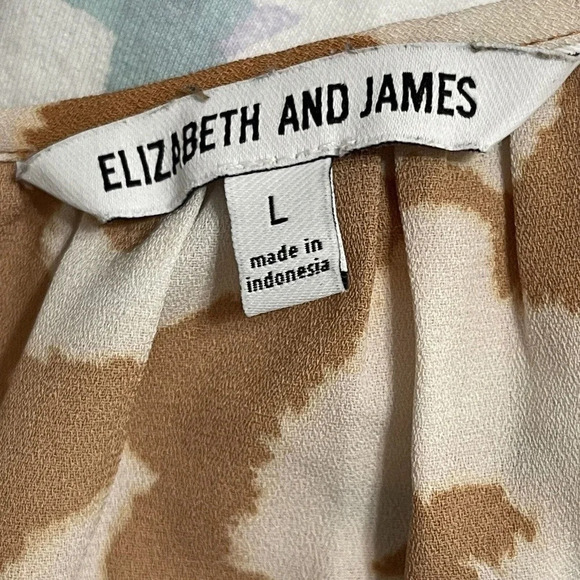 ELIZABETH AND JAMES
L
made in
indonesia